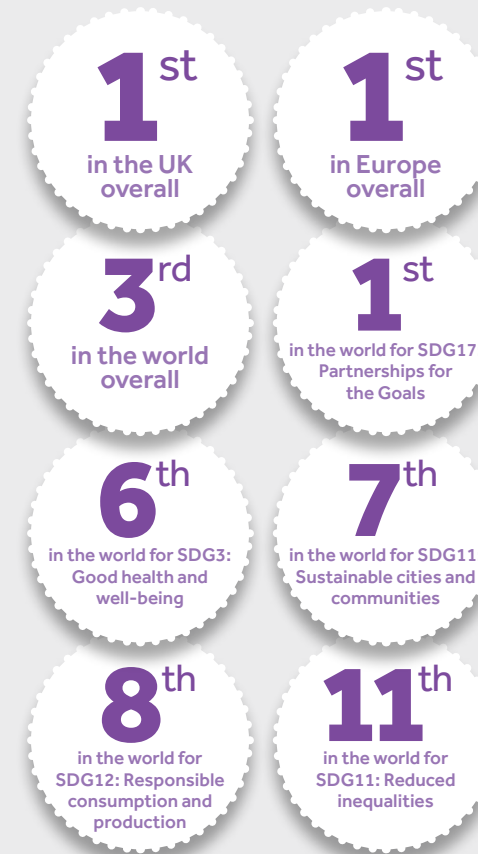 1st
in the UK
overall
1st
in Europe
overall
3rd
in the world
overall
1st
in the world for SDG17
Partnerships for
the Goals
6th
in the world for SDG3:
Good health and
well-being
7th
in the world for SDG11
Sustainable cities and
communities
8th
in the world for
SDG12: Responsible
consumption and
production
11th
in the world for
SDG11: Reduced
inequalities